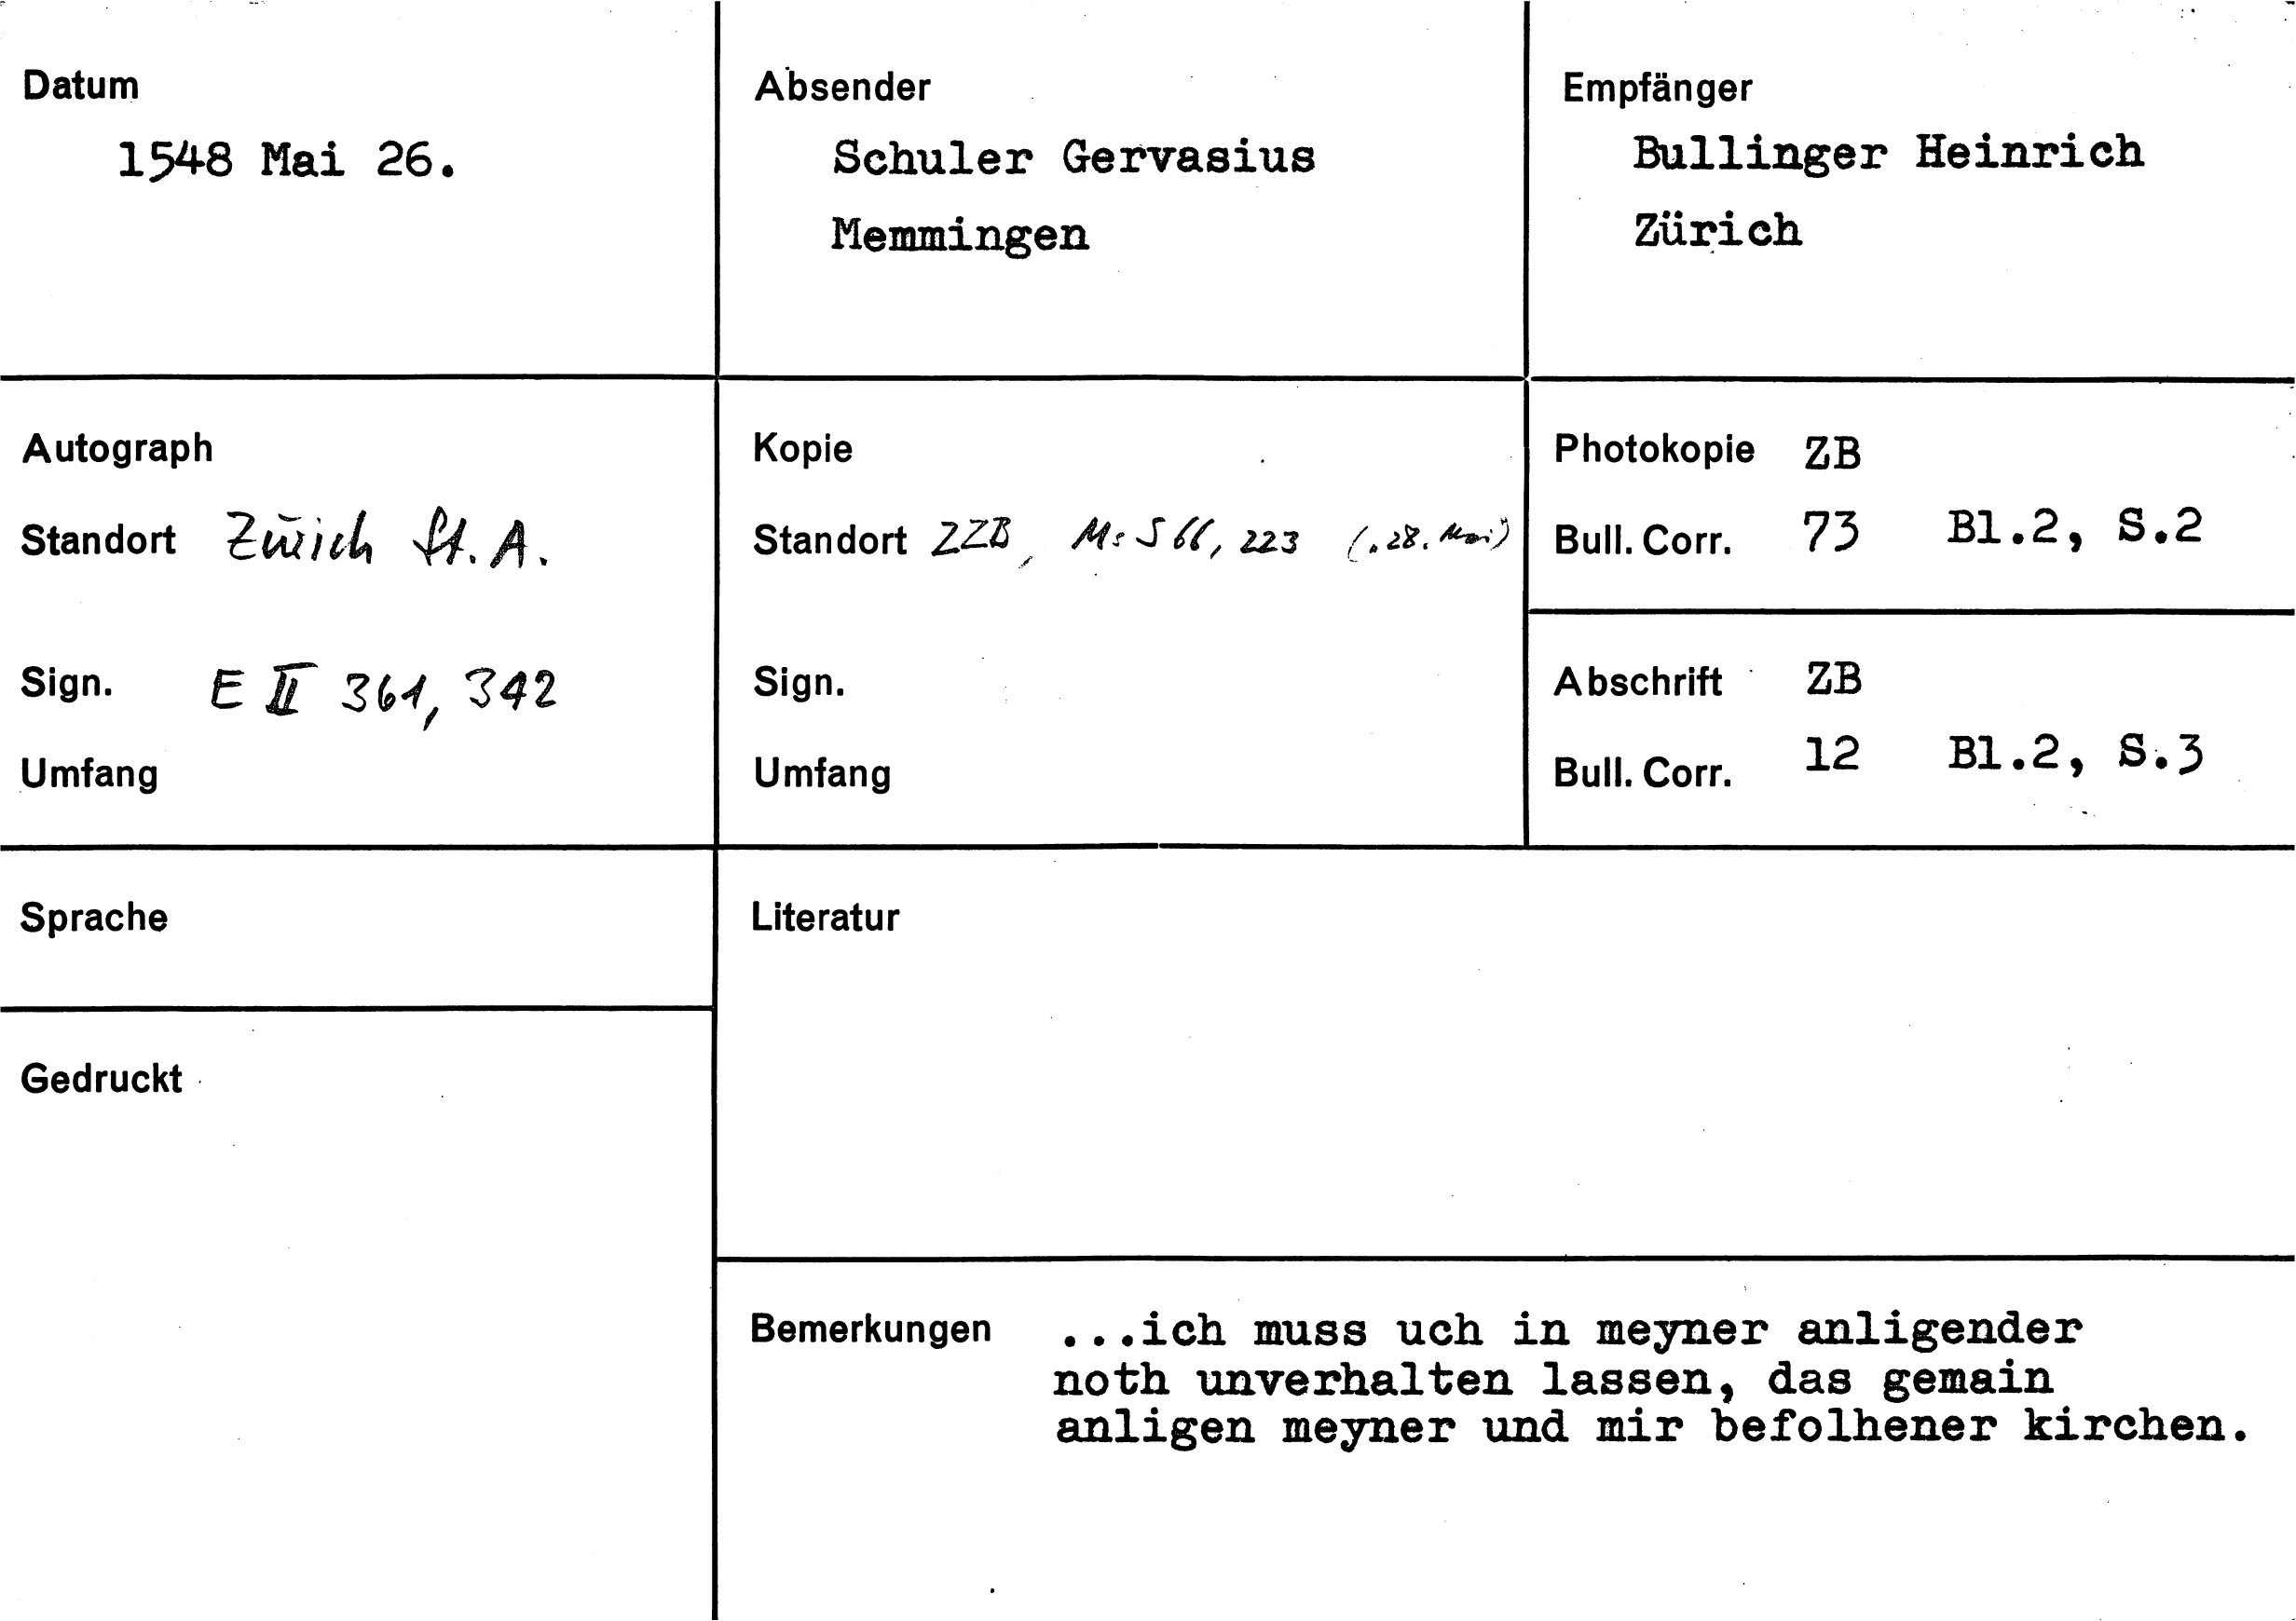 Datum
1548 Mai 26.
Absender
Schuler Gervasius
Memmingen
Empfänger
Bullinger Heinrich
Zürich
Autograph
Standort Zürich St. A.
Sign. E II 361, 342
Umfang
Kopie
Standort ZZB, Ms S 66, 223 (.28. Mai)
Sign.
Umfang
Photokopie ZB
Bull. Corr. 73 Bl.2, S.2
Abschrift ZB
Bull. Corr. 12 Bl.2, S.3
Sprache
Literatur
Gedruckt
Bemerkungen ...ich muss uch in meyner anligender
noth unverhalten lassen, das gemain
anligen meyner und mir befolhener kirchen.